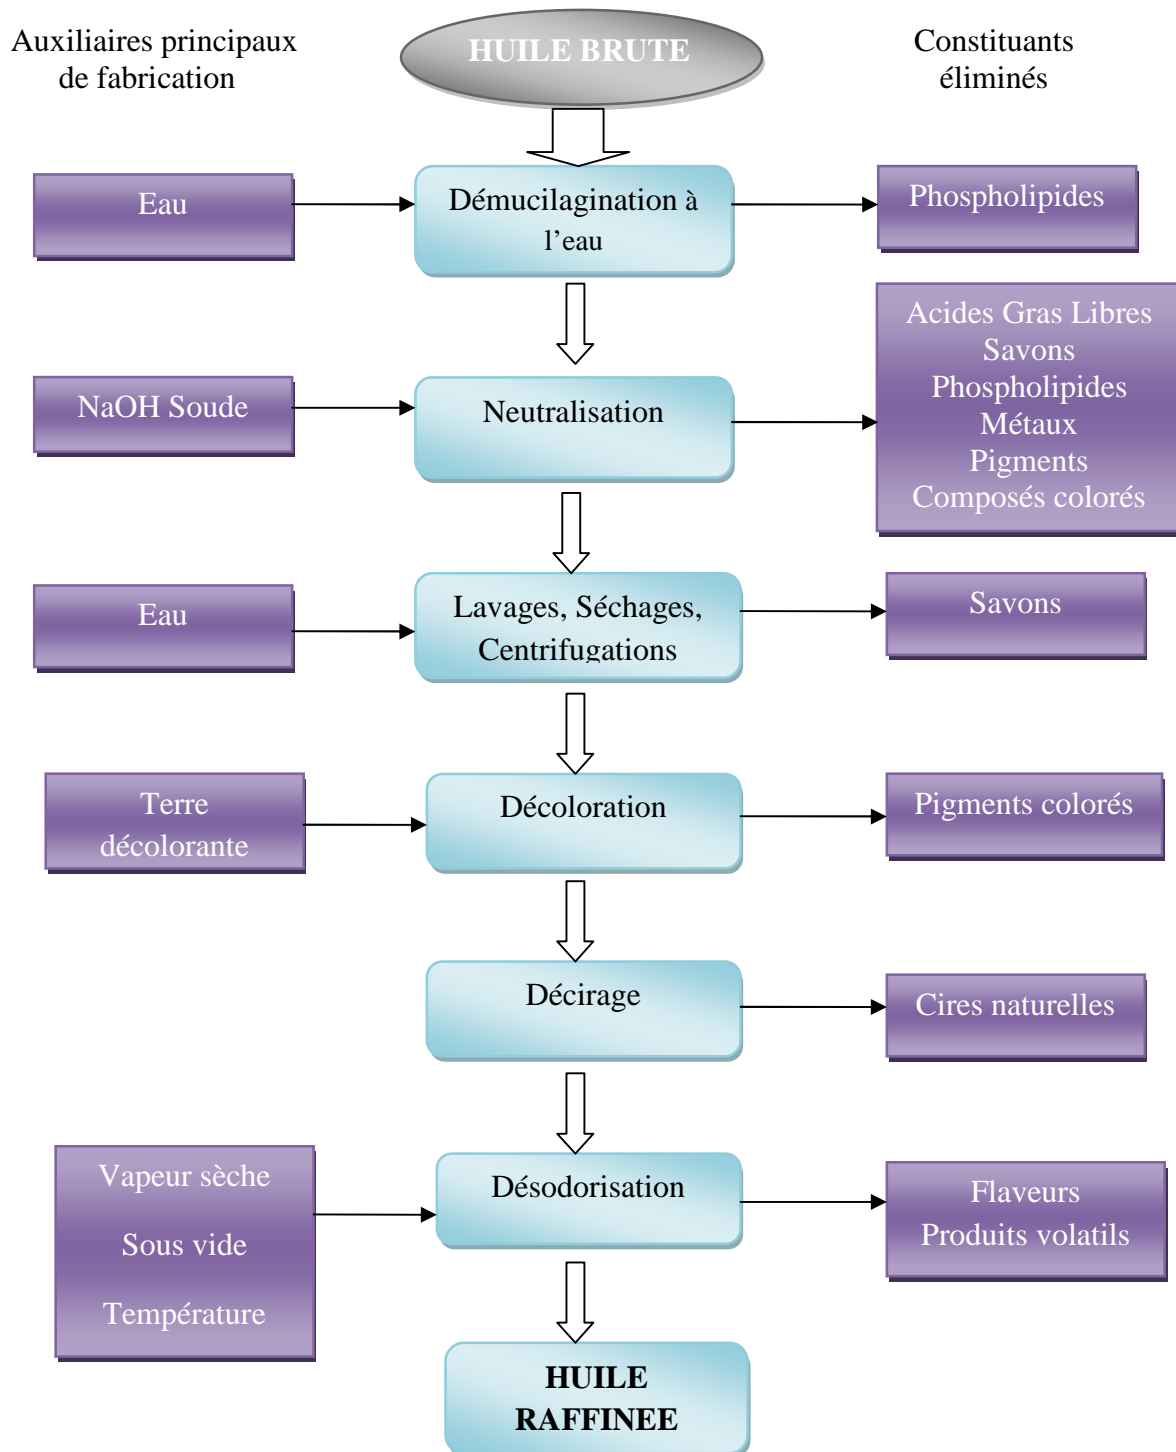 Auxiliaires principaux
de fabrication
HUILE BRUTE
Constituants
éliminés
Eau
Démucilagination à
l’eau
Phospholipides
NaOH Soude
Neutralisation
Acides Gras Libres
Savons
Phospholipides
Métaux
Pigments
Composés colorés
Eau
Lavages, Séchages,
Centrifugations
Savons
Terre
décolorante
Décoloration
Pigments colorés
Décirage
Cires naturelles
Vapeur sèche
Sous vide
Température
Désodorisation
Flaveurs
Produits volatils
HUILE
RAFFINEE